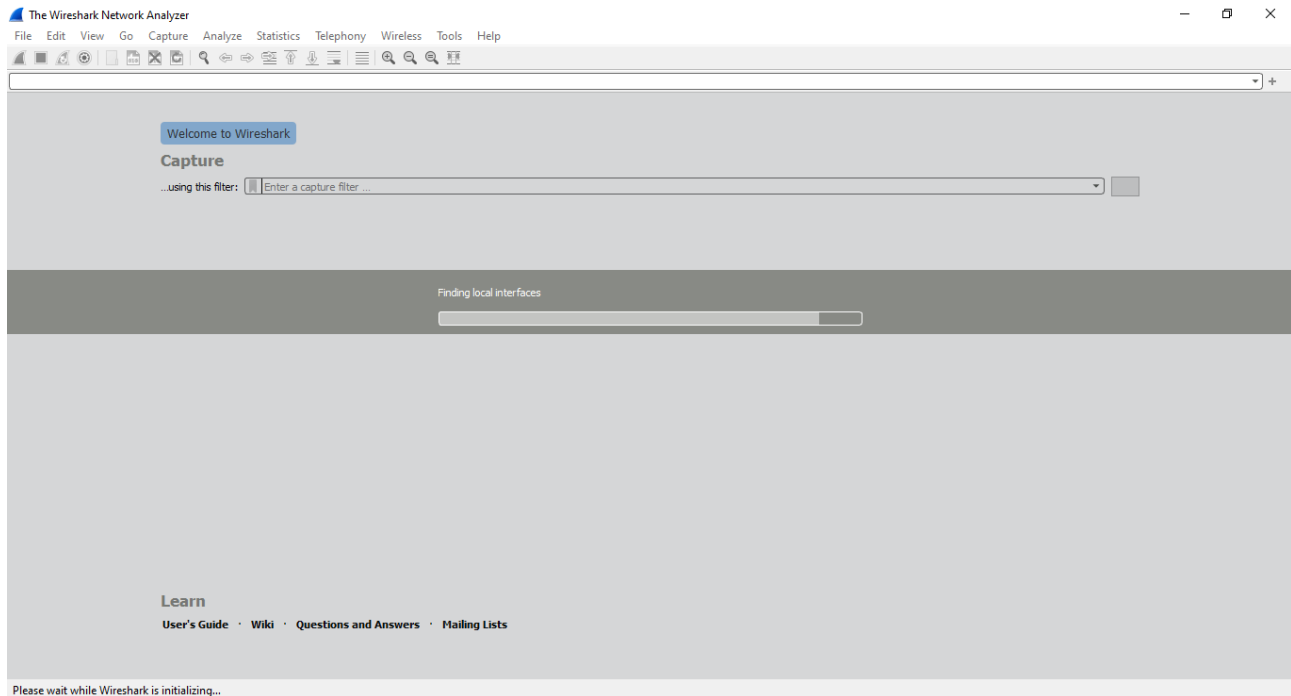 The Wireshark Network Analyzer
File Edit View Go Capture Analyze Statistics Telephony Wireless Tools Help
Welcome to Wireshark
Capture
...using this filter: Enter a capture filter ...
Finding local interfaces
Learn
User's Guide · Wiki · Questions and Answers · Mailing Lists
Please wait while Wireshark is initializing...